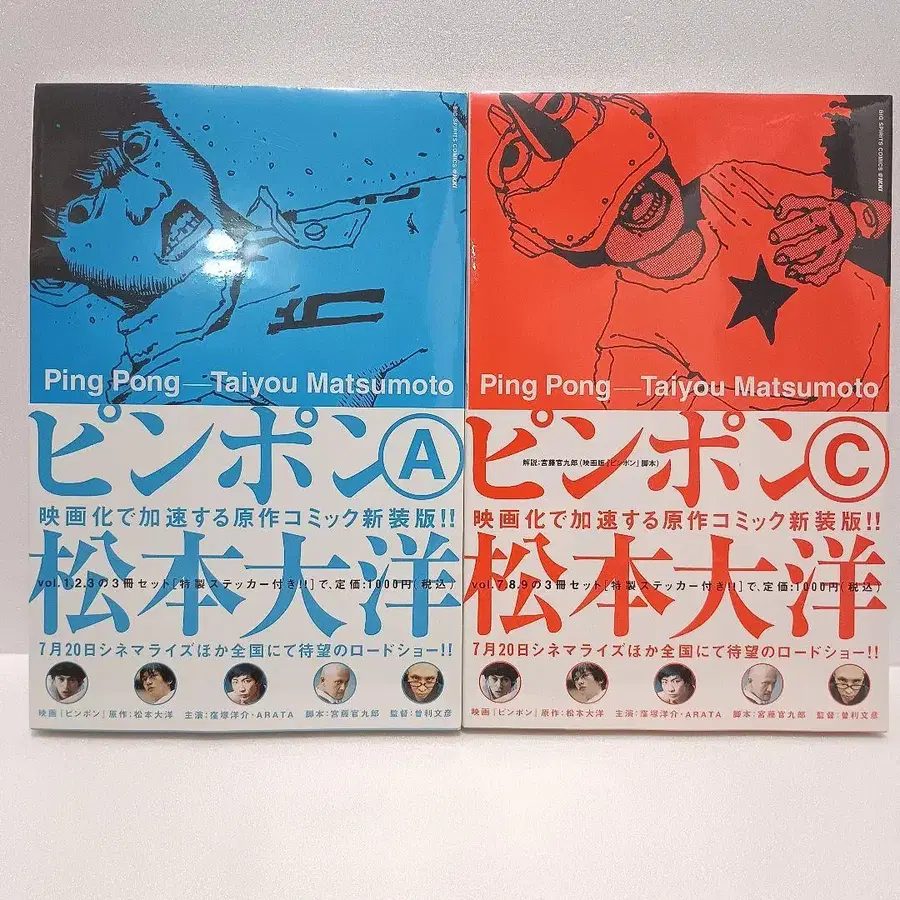 BIG SPIRITS COMICS @MIXI
Ping Pong—Taiyou Matsumoto
ピンポンⒶ
映画化で加速する原作コミック新装版!!
松本大洋
vol.1,2,3の3冊セット[特製ステッカー付き!!]で、定価:1000円(税込)
7月20日シネマライズほか全国にて待望のロードショー!!
映画「ピンポン」 原作:松本大洋 主演:窪塚洋介・ARATA 脚本:宮藤官九郎 監督:曽利文彦
BIG SPIRITS COMICS @MIXI
Ping Pong—Taiyou Matsumoto
ピンポンⒸ
解説:宮藤官九郎(映画版「ピンポン」脚本)
映画化で加速する原作コミック新装版!!
松本大洋
vol.7,8,9の3冊セット[特製ステッカー付き!!]で、定価:1000円(税込)
7月20日シネマライズほか全国にて待望のロードショー!!
映画「ピンポン」 原作:松本大洋 主演:窪塚洋介・ARATA 脚本:宮藤官九郎 監督:曽利文彦